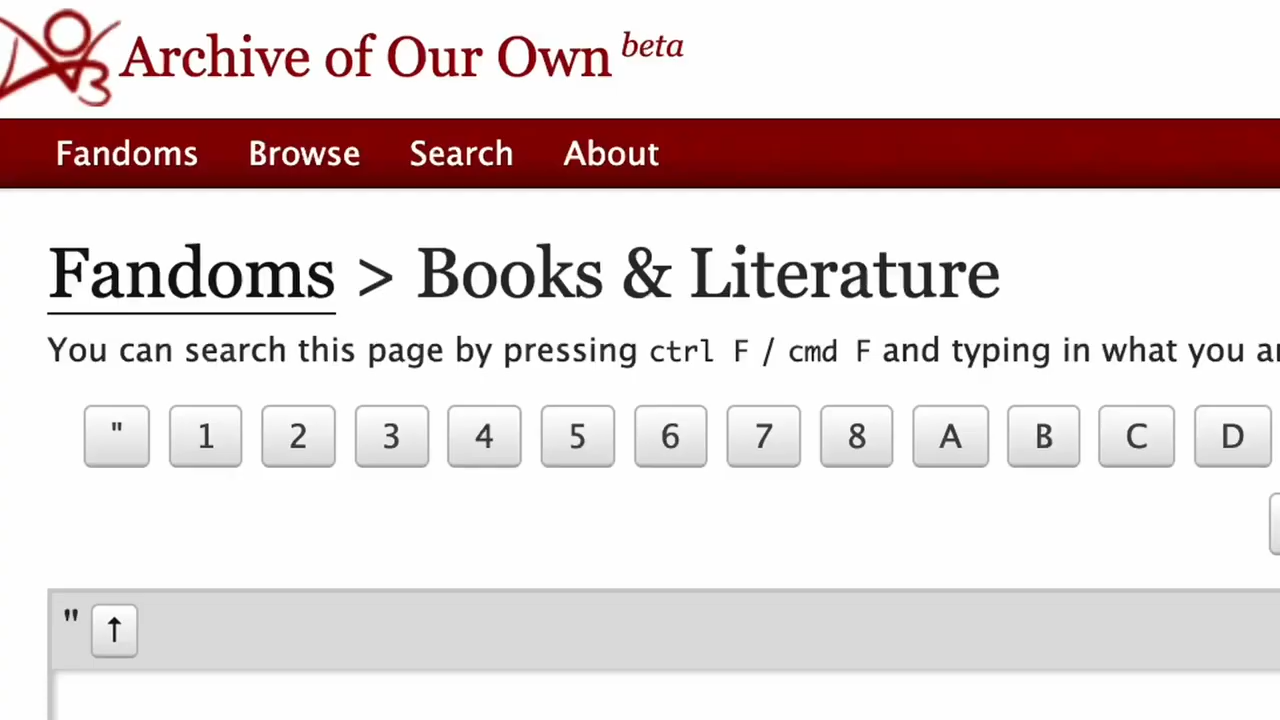 Archive of Our Own beta
Fandoms Browse Search About
Fandoms > Books & Literature
You can search this page by pressing ctrl F / cmd F and typing in what you
" 1 2 3 4 5 6 7 8 A B C D
" ↑